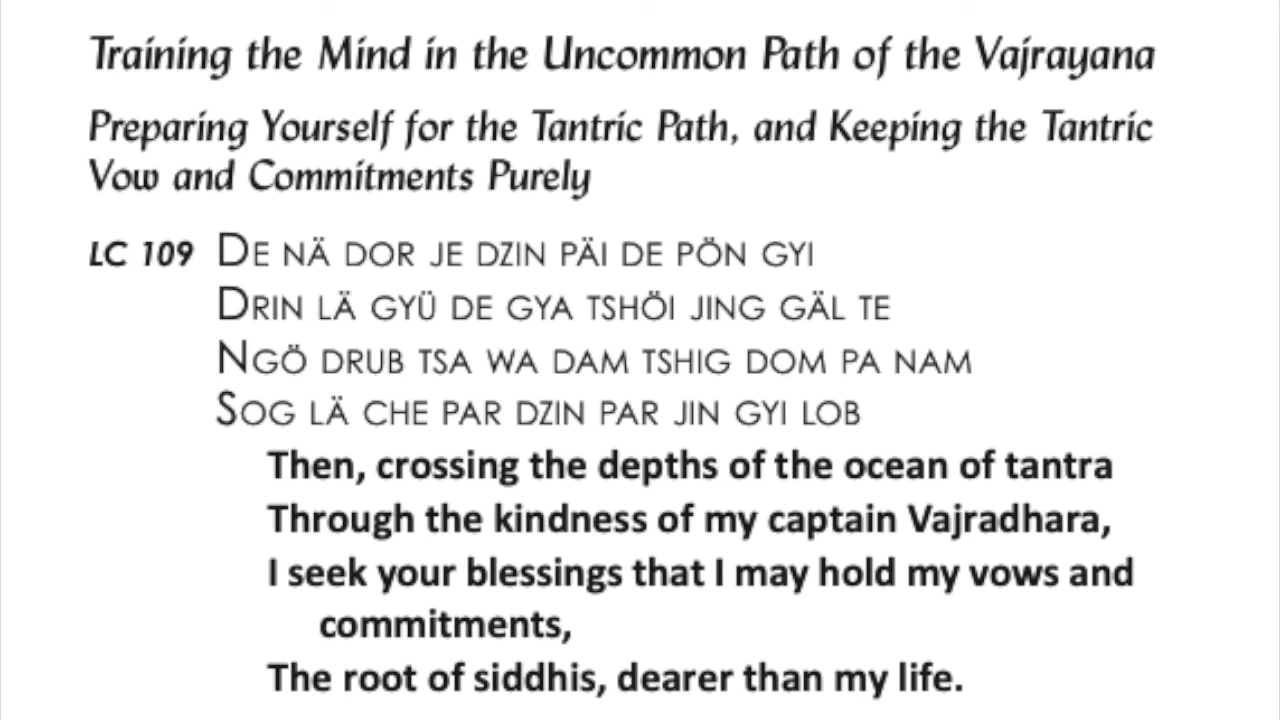 Training the Mind in the Uncommon Path of the Vajrayana
Preparing Yourself for the Tantric Path, and Keeping the Tantric
Vow and Commitments Purely
LC 109 DE NÄ DOR JE DZIN PÄI DE PÖN GYI
DRIN LÄ GYÜ DE GYA TSHÖI JING GÄL TE
NGÖ DRUB TSA WA DAM TSHIG DOM PA NAM
SOG LÄ CHE PAR DZIN PAR JIN GYI LOB
Then, crossing the depths of the ocean of tantra
Through the kindness of my captain Vajradhara,
I seek your blessings that I may hold my vows and
commitments,
The root of siddhis, dearer than my life.